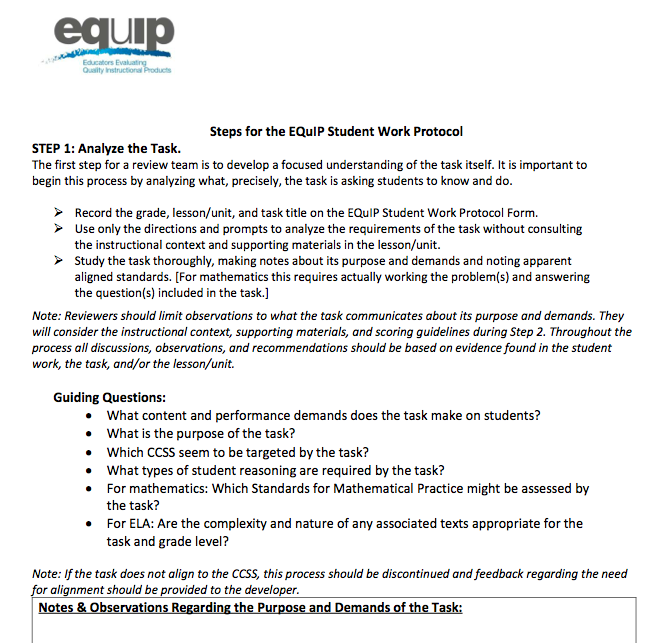 equip
Educators Evaluating
Quality Instructional Products
Steps for the EQuIP Student Work Protocol
STEP 1: Analyze the Task.
The first step for a review team is to develop a focused understanding of the task itself. It is important to
begin this process by analyzing what, precisely, the task is asking students to know and do.
➢ Record the grade, lesson/unit, and task title on the EQuIP Student Work Protocol Form.
➢ Use only the directions and prompts to analyze the requirements of the task without consulting
the instructional context and supporting materials in the lesson/unit.
➢ Study the task thoroughly, making notes about its purpose and demands and noting apparent
aligned standards. [For mathematics this requires actually working the problem(s) and answering
the question(s) included in the task.]
Note: Reviewers should limit observations to what the task communicates about its purpose and demands. They
will consider the instructional context, supporting materials, and scoring guidelines during Step 2. Throughout the
process all discussions, observations, and recommendations should be based on evidence found in the student
work, the task, and/or the lesson/unit.
Guiding Questions:
• What content and performance demands does the task make on students?
• What is the purpose of the task?
• Which CCSS seem to be targeted by the task?
• What types of student reasoning are required by the task?
• For mathematics: Which Standards for Mathematical Practice might be assessed by
the task?
• For ELA: Are the complexity and nature of any associated texts appropriate for the
task and grade level?
Note: If the task does not align to the CCSS, this process should be discontinued and feedback regarding the need
for alignment should be provided to the developer.
Notes & Observations Regarding the Purpose and Demands of the Task: